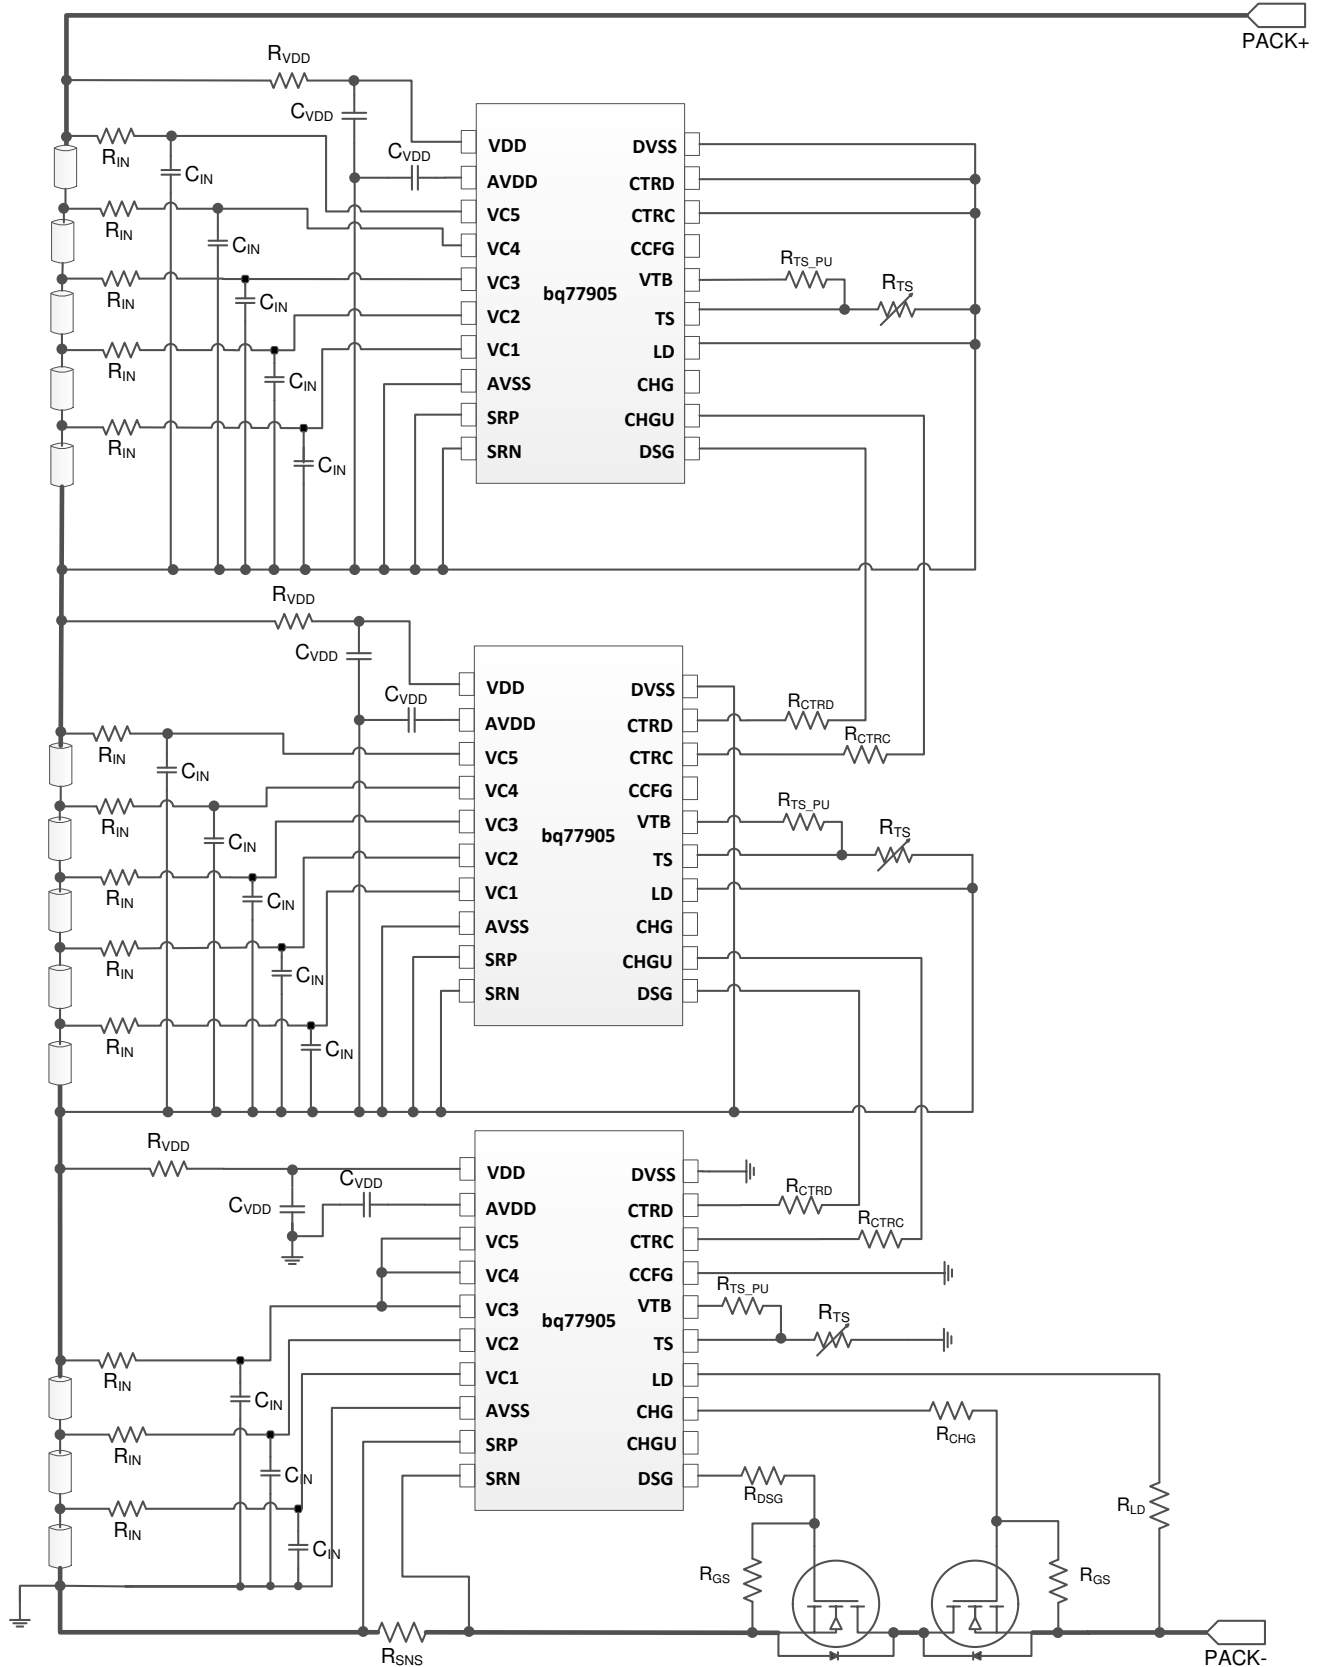 PACK+
RVDD
CVDD
CVDD
RIN
CIN
RIN
CIN
RIN
CIN
RIN
CIN
RIN
CIN
VDD
AVDD
VC5
VC4
VC3
VC2
VC1
AVSS
SRP
SRN
bq77905
DVSS
CTRD
CTRC
CCFG
VTB
TS
LD
CHG
CHGU
DSG
RTS_PU
RTS
RVDD
CVDD
CVDD
RIN
CIN
RIN
CIN
RIN
CIN
RIN
CIN
RIN
CIN
VDD
AVDD
VC5
VC4
VC3
VC2
VC1
AVSS
SRP
SRN
bq77905
DVSS
CTRD
CTRC
CCFG
VTB
TS
LD
CHG
CHGU
DSG
RCTRD
RCTRC
RTS_PU
RTS
RVDD
CVDD
CVDD
RIN
CIN
RIN
CIN
RIN
CIN
VDD
AVDD
VC5
VC4
VC3
VC2
VC1
AVSS
SRP
SRN
bq77905
DVSS
CTRD
CTRC
CCFG
VTB
TS
LD
CHG
CHGU
DSG
RCTRD
RCTRC
RTS_PU
RTS
RCHG
RDSG
RLD
RGS
RGS
RSNS
PACK-